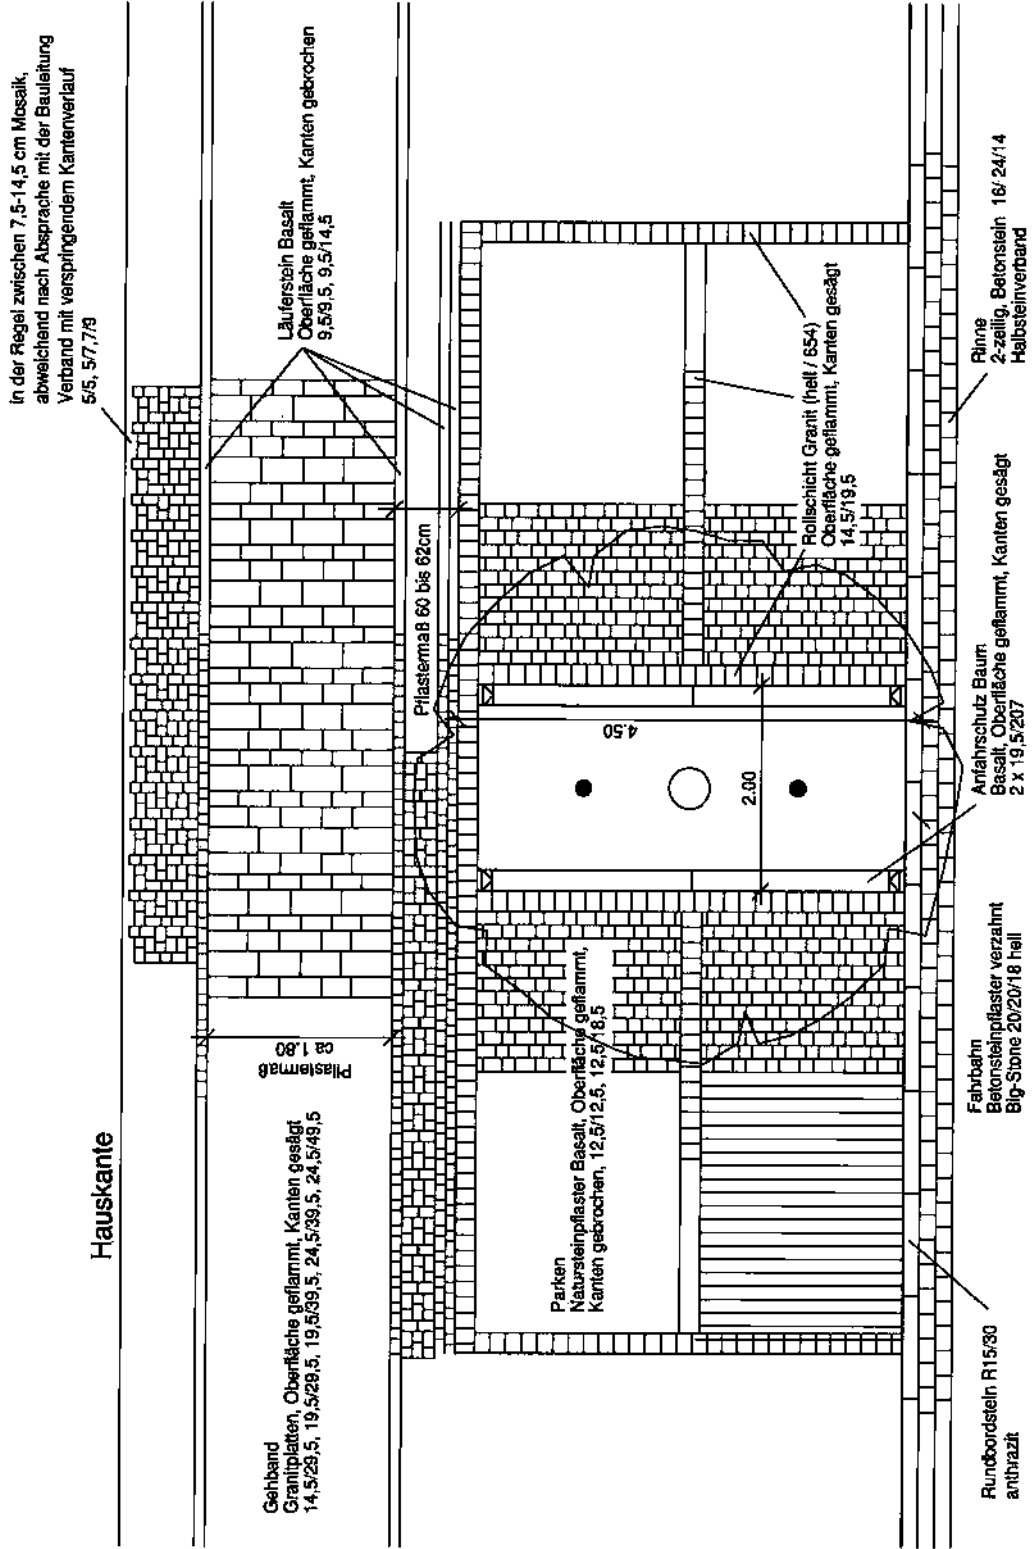 Hauskante
In der Regel zwischen 7,5-14,5 cm Mosaik,
abweichend nach Absprache mit der Bauleitung
Verband mit verspringendem Kantenverlauf
5/5, 5/7,7/9
Gehband
Granitplatten, Oberfläche geflammt, Kanten gesägt
14,5/29,5, 19,5/29,5, 19,5/39,5, 24,5/39,5, 24,5/49,5
Pflastermaß
ca 1.80
Läuferstein Basalt
Oberfläche geflammt, Kanten gebrochen
9,5/9,5, 9,5/14,5
Pflastermaß 60 bis 62cm
Parken
Natursteinpflaster Basalt, Oberfläche geflammt,
Kanten gebrochen, 12,5/12,5, 12,5/18,5
4.50
2.00
Rollschicht Granit (hell / 654)
Oberfläche geflammt, Kanten gesägt
14,5/19,5
Rundbordstein R15/30
anthrazit
Fahrbahn
Betonsteinpflaster verzahnt
Big-Stone 20/20/18 hell
Anfahrschutz Baum
Basalt, Oberfläche geflammt, Kanten gesägt
2 x 19,5/207
Rinne
2-zeilig, Betonstein 16/ 24/14
Halbsteinverband